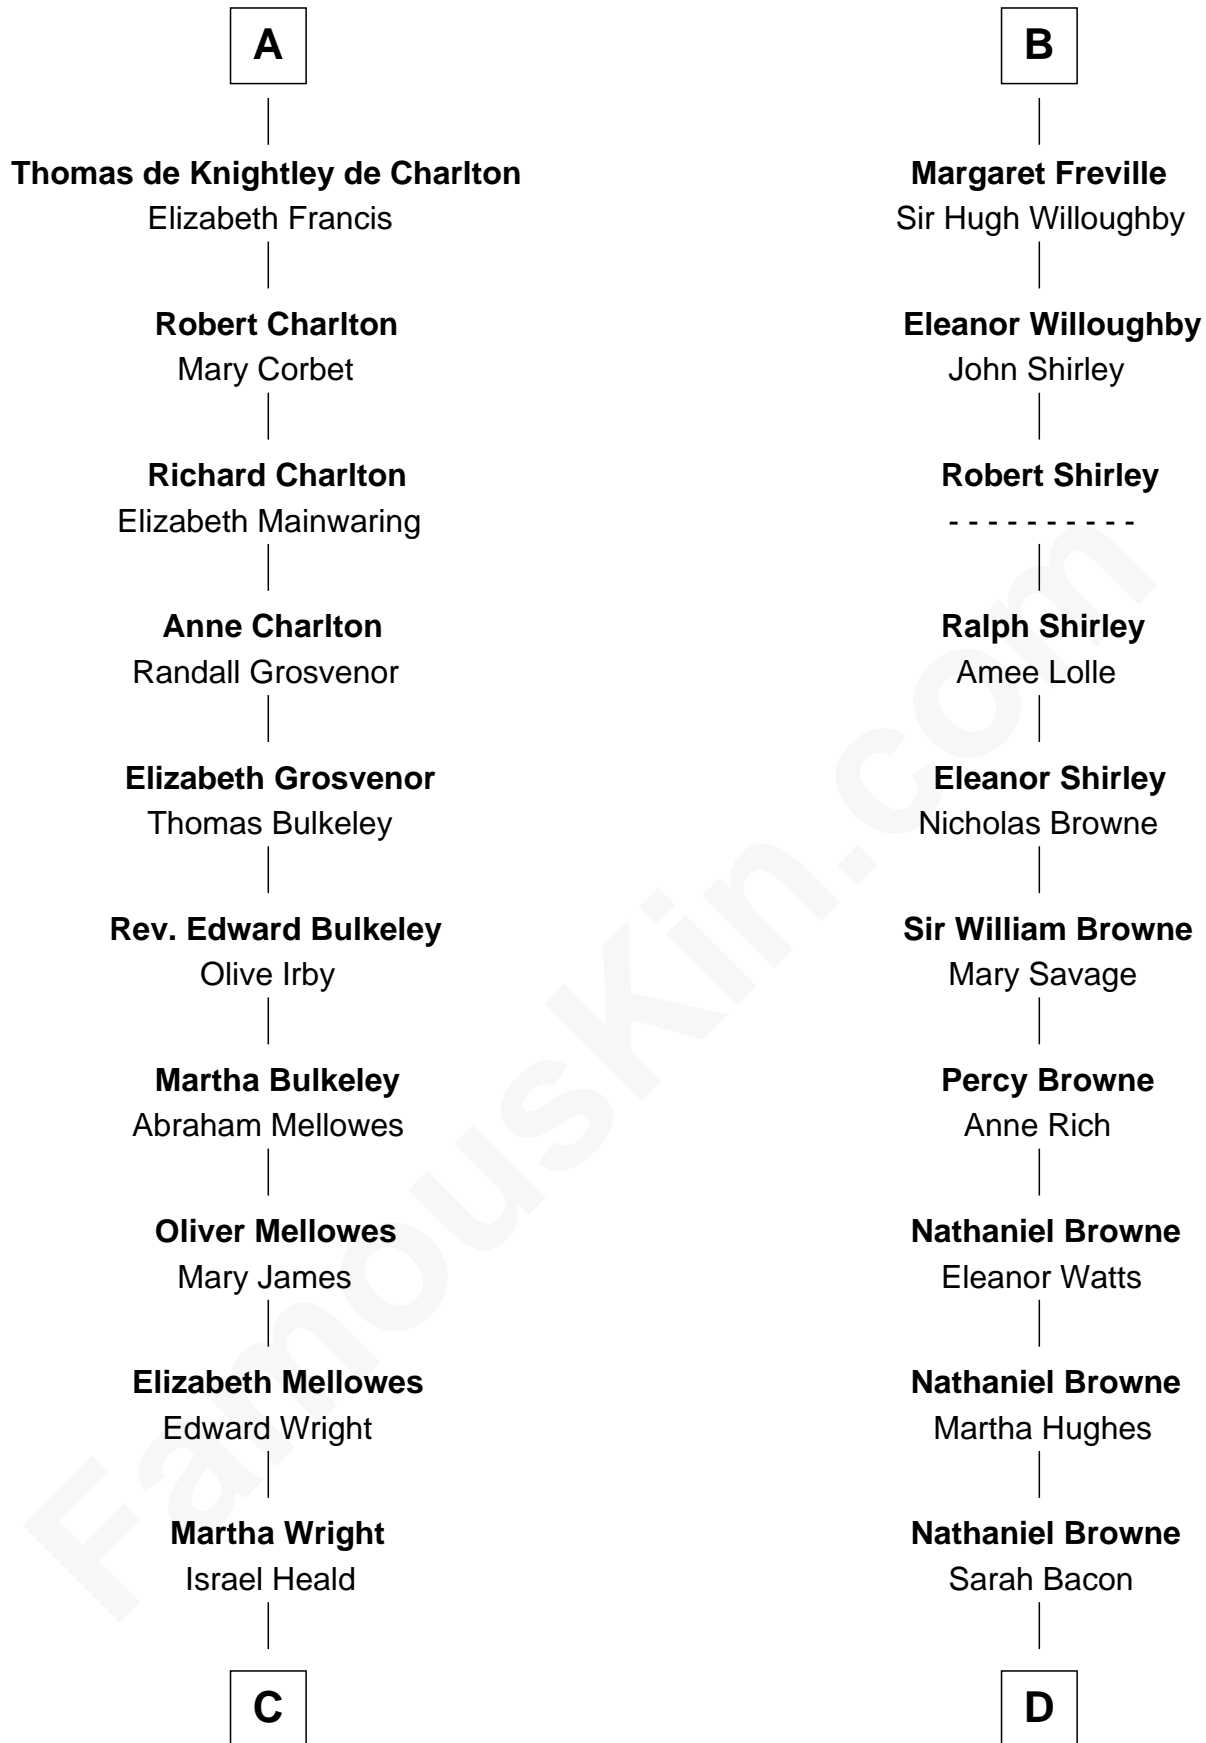 A
Thomas de Knightley de Charlton
Elizabeth Francis
Robert Charlton
Mary Corbet
Richard Charlton
Elizabeth Mainwaring
Anne Charlton
Randall Grosvenor
Elizabeth Grosvenor
Thomas Bulkeley
Rev. Edward Bulkeley
Olive Irby
Martha Bulkeley
Abraham Mellowes
Oliver Mellowes
Mary James
Elizabeth Mellowes
Edward Wright
Martha Wright
Israel Heald
C
B
Margaret Freville
Sir Hugh Willoughby
Eleanor Willoughby
John Shirley
Robert Shirley
- - - - - - - - - -
Ralph Shirley
Amee Lolle
Eleanor Shirley
Nicholas Browne
Sir William Browne
Mary Savage
Percy Browne
Anne Rich
Nathaniel Browne
Eleanor Watts
Nathaniel Browne
Martha Hughes
Nathaniel Browne
Sarah Bacon
D
FamousKin.com